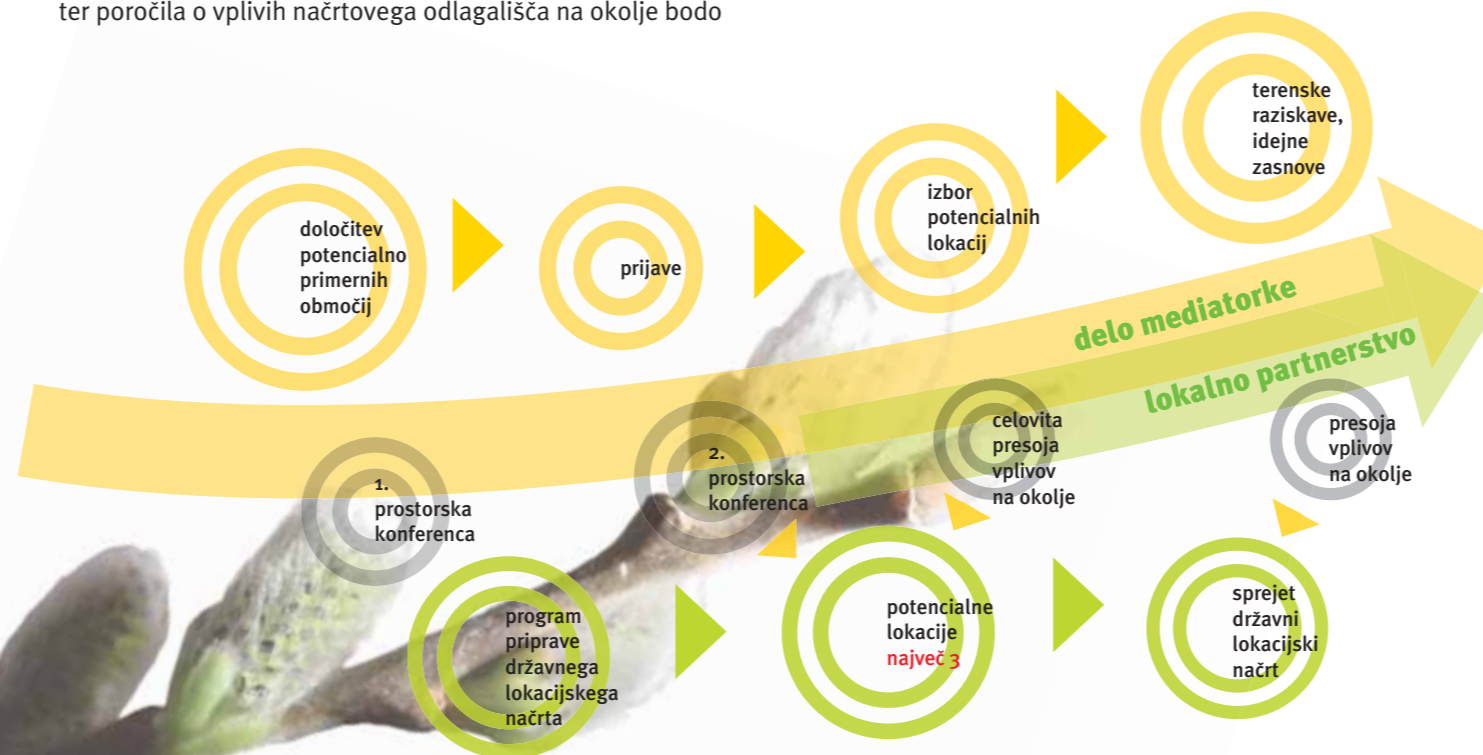 ter poročila o vplivih načrtovega odlagališča na okolje bodo
določitev
potencialno
primernih
območij
prijave
izbor
potencialnih
lokacij
terenske
raziskave,
idejne
zasnove
delo mediatorke
lokalno partnerstvo
1.
prostorska
konferenca
2.
prostorska
konferenca
celovita
presoja
vplivov
na okolje
presoja
vplivov
na okolje
program
priprave
državnega
lokacijskega
načrta
potencialne
lokacije
največ 3
sprejet
državni
lokacijski
načrt